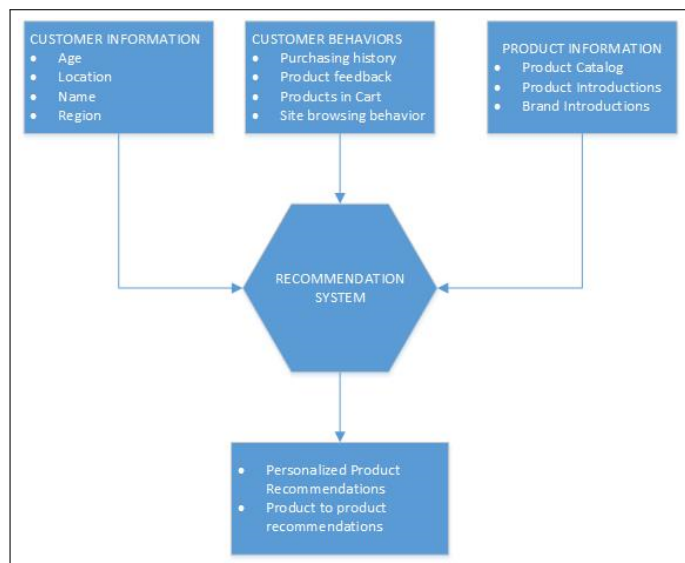 CUSTOMER INFORMATION
• Age
• Location
• Name
• Region
CUSTOMER BEHAVIORS
• Purchasing history
• Product feedback
• Products in Cart
• Site browsing behavior
PRODUCT INFORMATION
• Product Catalog
• Product Introductions
• Brand Introductions
RECOMMENDATION
SYSTEM
• Personalized Product
Recommendations
• Product to product
recommendations